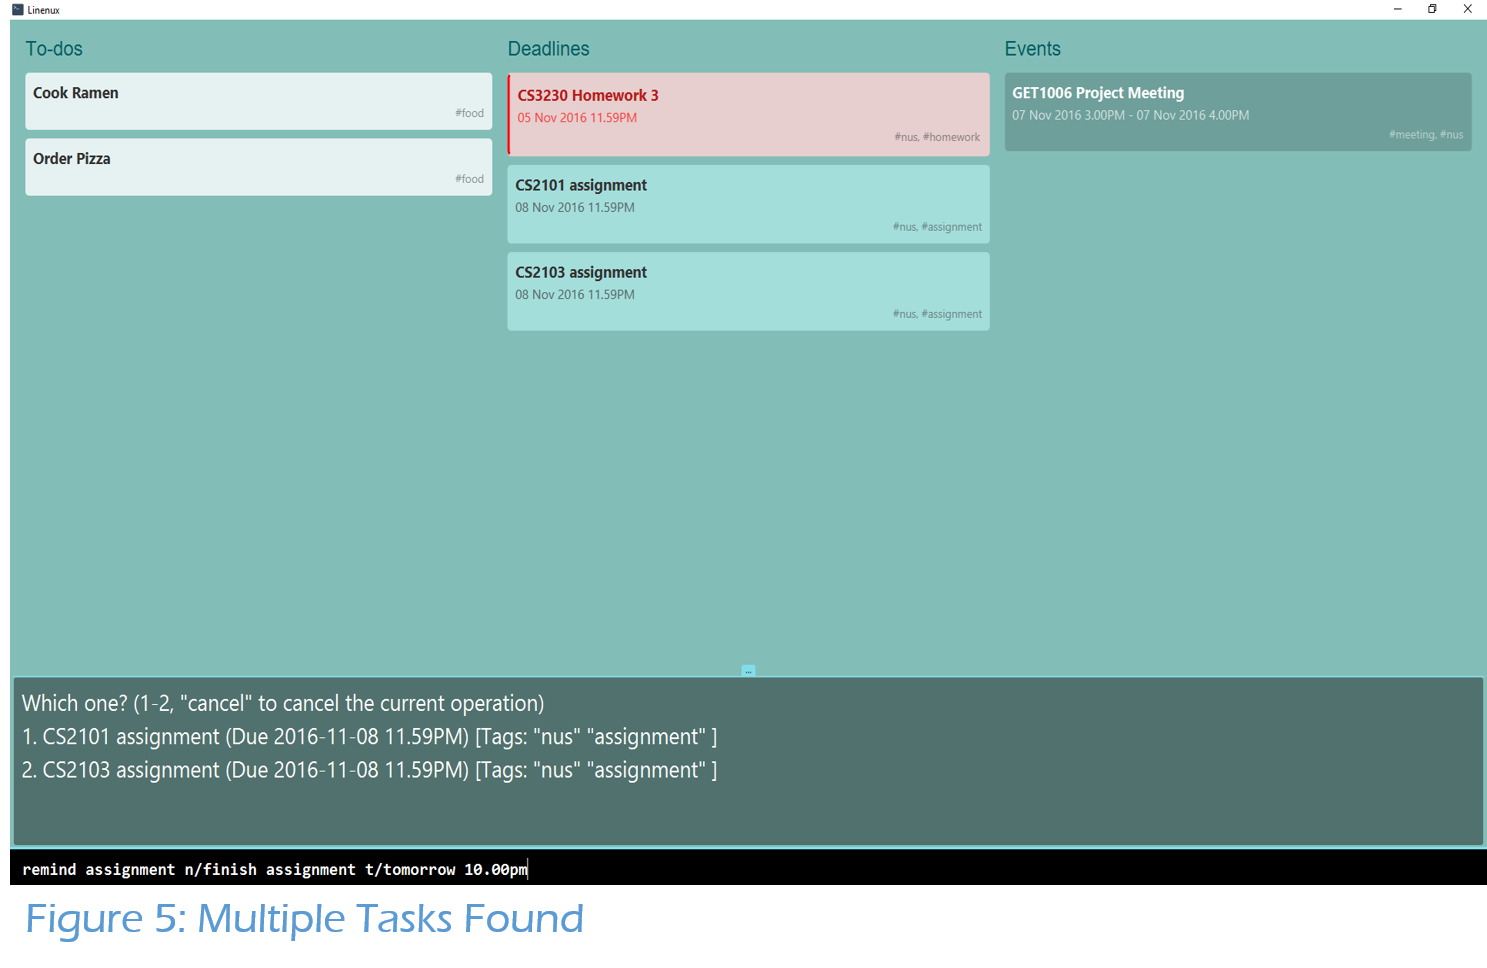 Linenux
To-dos
Cook Ramen
#food
Order Pizza
#food
Deadlines
CS3230 Homework 3
05 Nov 2016 11.59PM
#nus, #homework
CS2101 assignment
08 Nov 2016 11.59PM
#nus, #assignment
CS2103 assignment
08 Nov 2016 11.59PM
#nus, #assignment
Events
GET1006 Project Meeting
07 Nov 2016 3.00PM - 07 Nov 2016 4.00PM
#meeting, #nus
...
Which one? (1-2, "cancel" to cancel the current operation)
1. CS2101 assignment (Due 2016-11-08 11.59PM) [Tags: "nus" "assignment" ]
2. CS2103 assignment (Due 2016-11-08 11.59PM) [Tags: "nus" "assignment" ]
remind assignment n/finish assignment t/tomorrow 10.00pm
Figure 5: Multiple Tasks Found